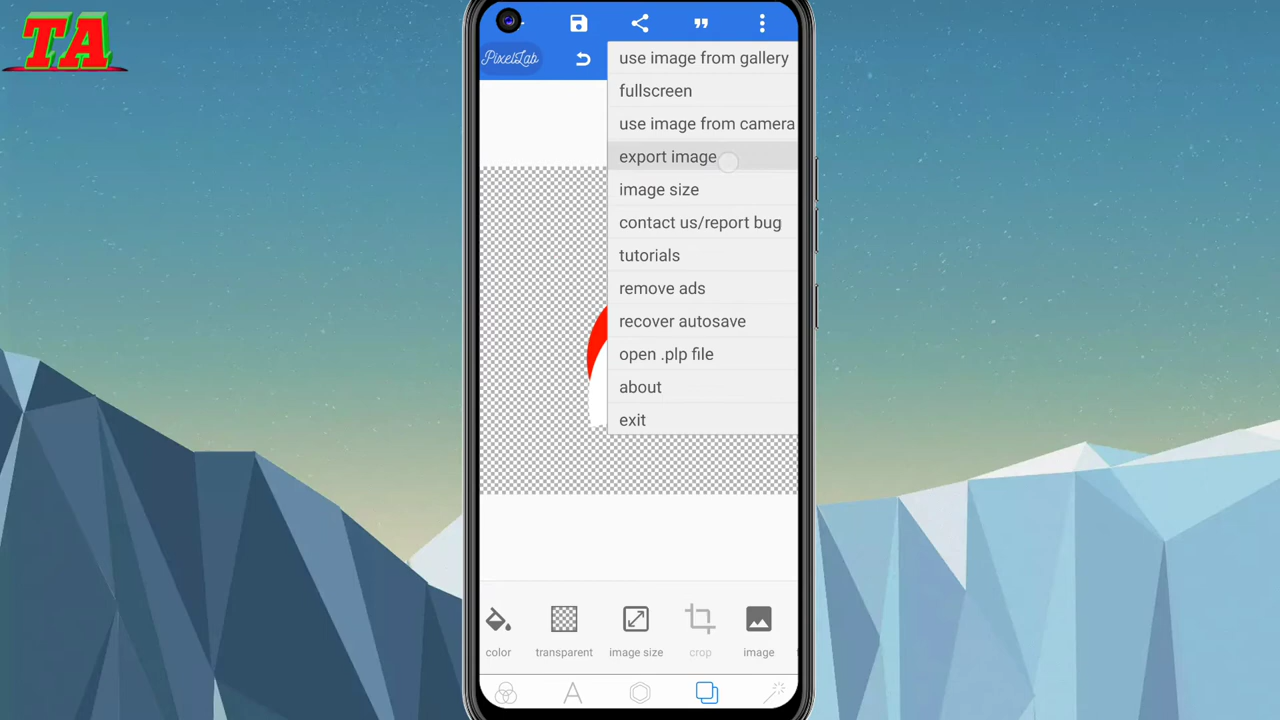 TA
PixelLab
use image from gallery
fullscreen
use image from camera
export image
image size
contact us/report bug
tutorials
remove ads
recover autosave
open .plp file
about
exit
color
transparent
image size
crop
image